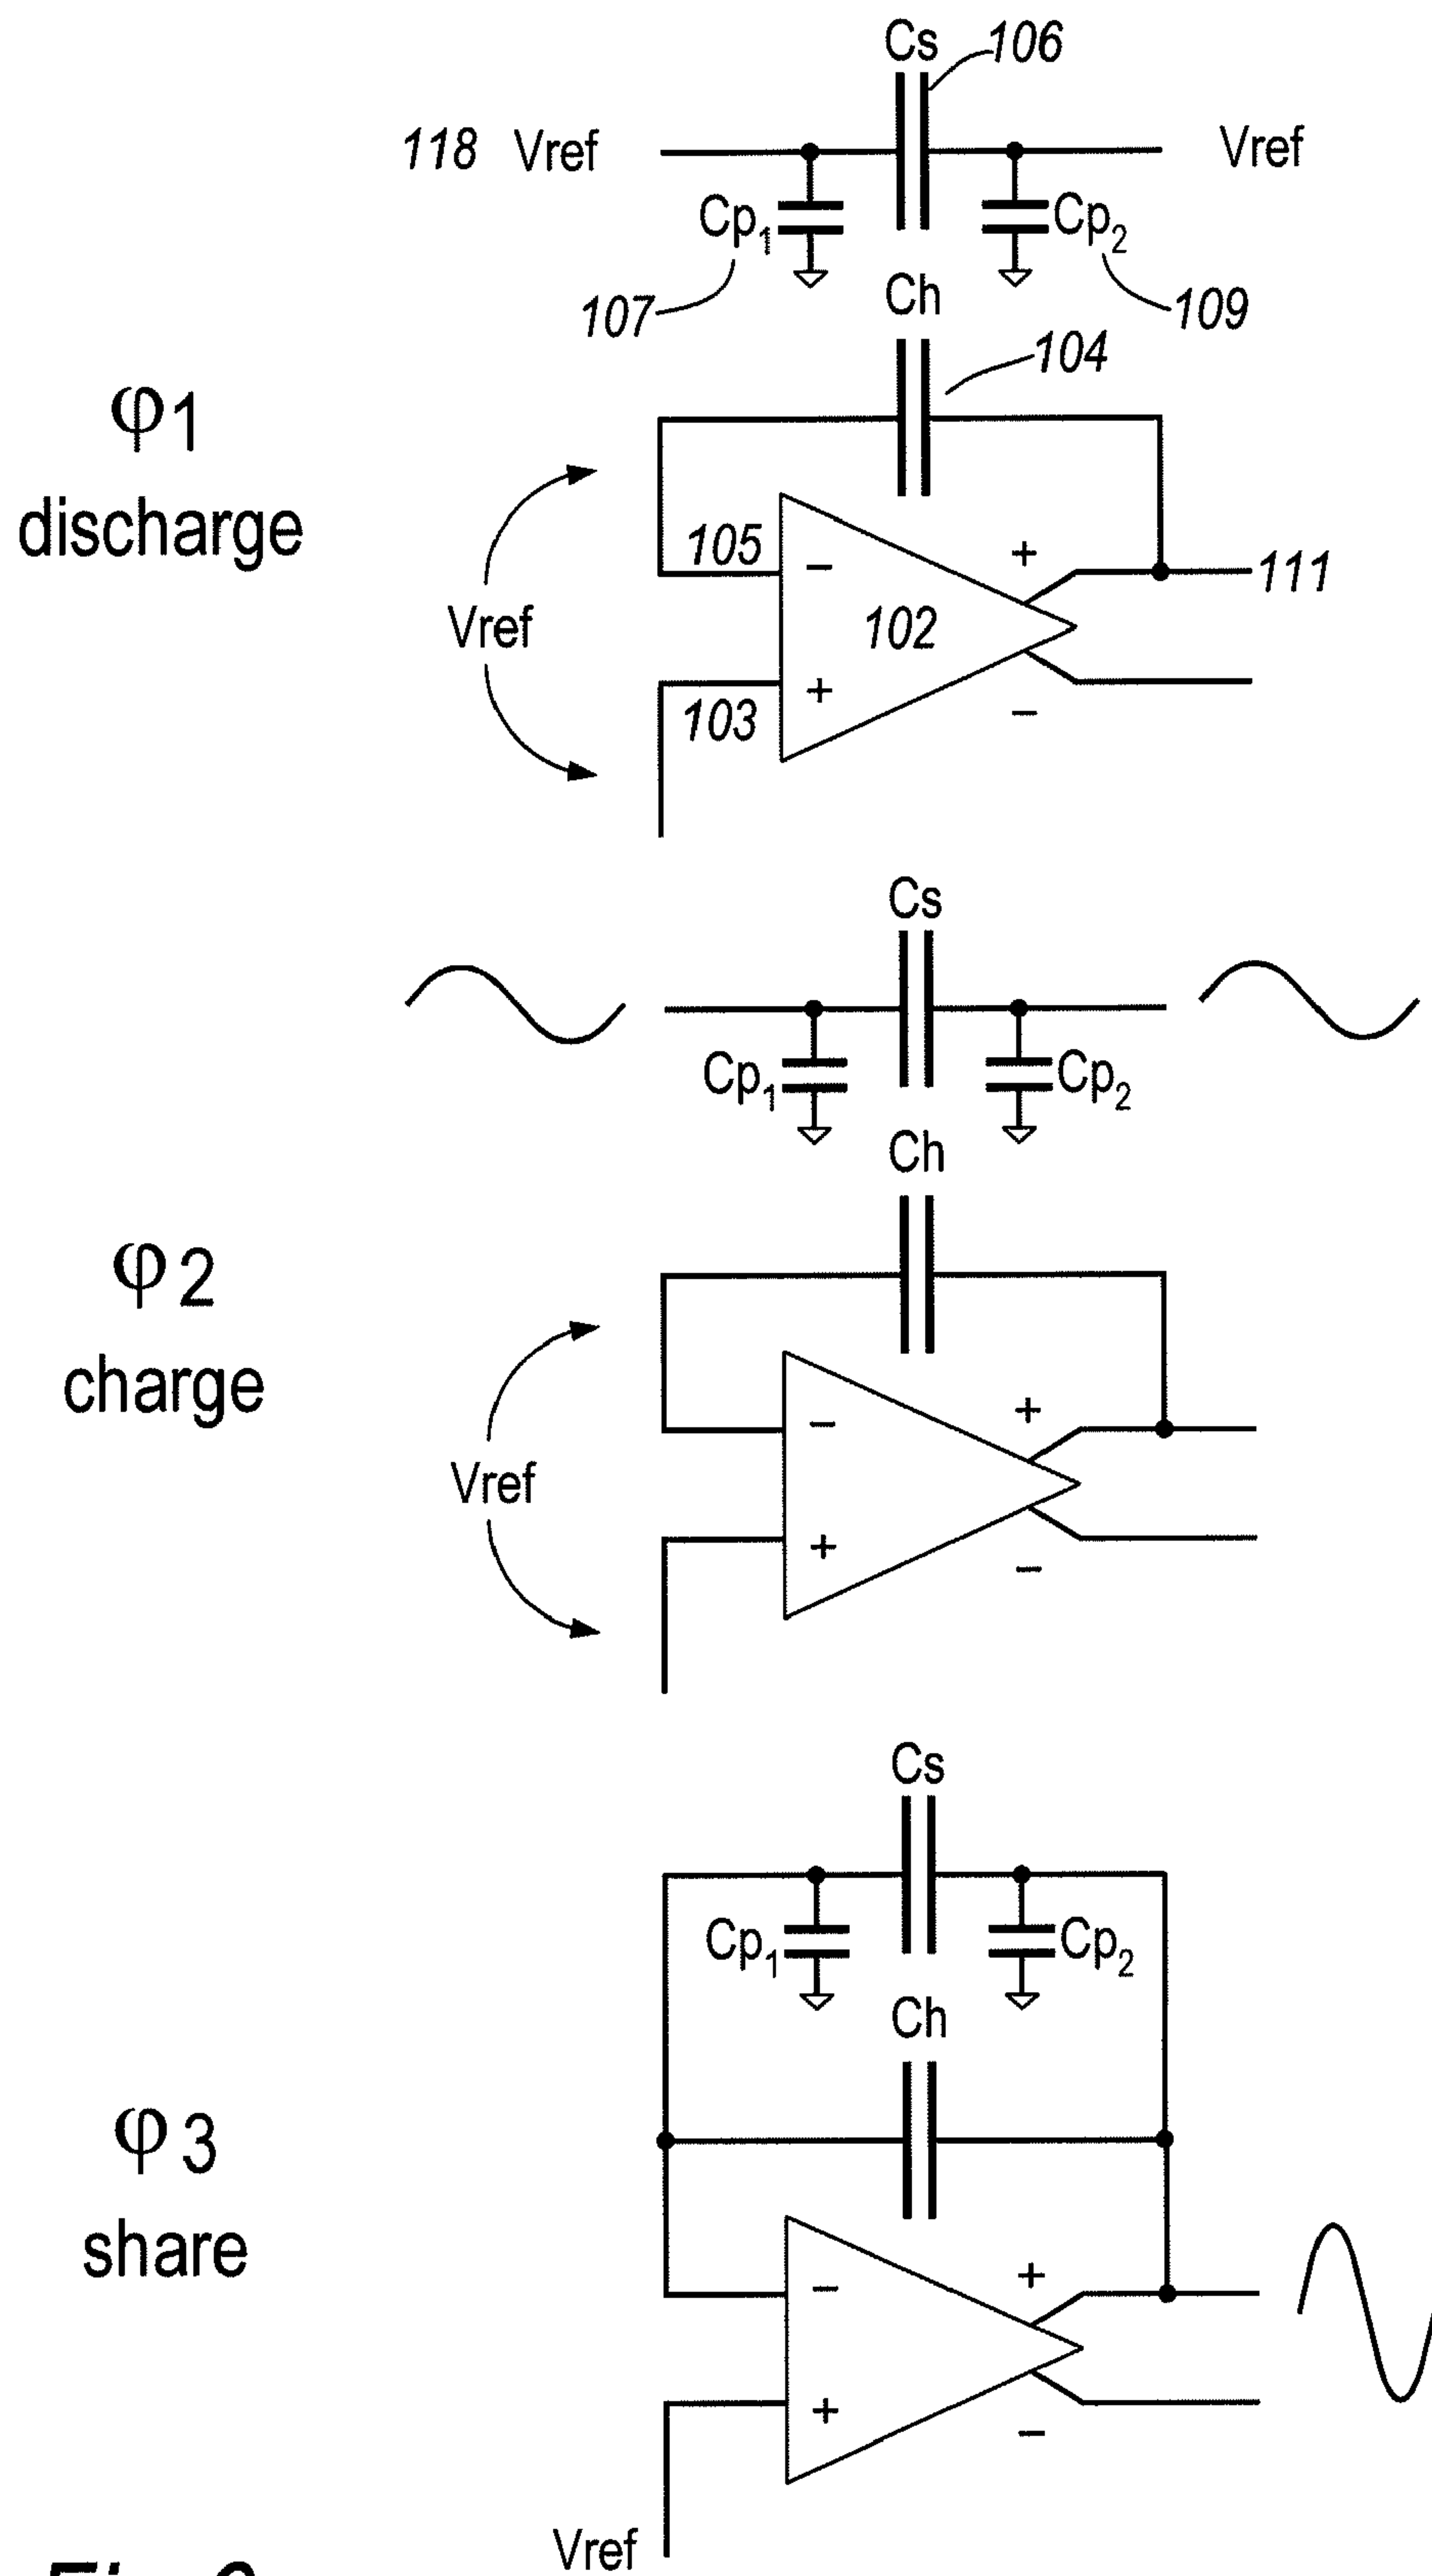 Cs 106
118 Vref Vref
Cp1 Cp2
107 Ch 109
104
φ1
discharge
105 − +
111
Vref 102
103 + −
Cs
Cp1 Cp2
Ch
φ2
charge
− +
Vref
+ −
Cs
Cp1 Cp2
Ch
φ3
share
− +
+ −
Vref